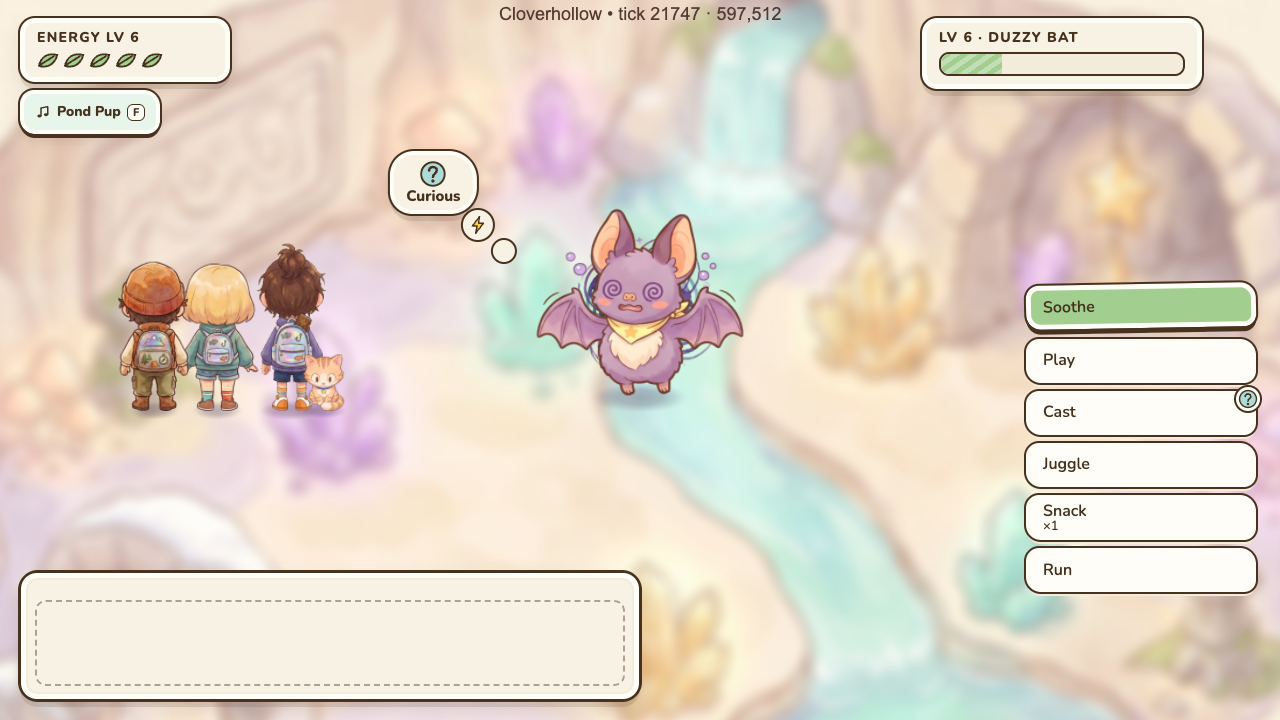 Cloverhollow • tick 21747 · 597,512
ENERGY LV 6
LV 6 · DUZZY BAT
Pond Pup F
? 
Curious
Soothe
Play
Cast
?
Juggle
Snack
×1
Run